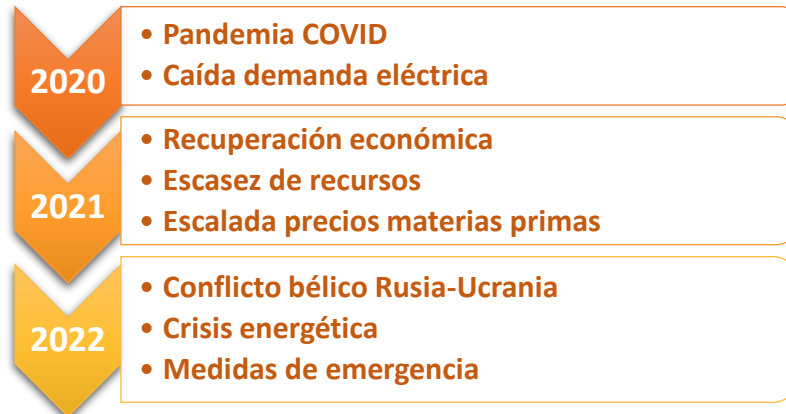 2020
• Pandemia COVID
• Caída demanda eléctrica
2021
• Recuperación económica
• Escasez de recursos
• Escalada precios materias primas
2022
• Conflicto bélico Rusia-Ucrania
• Crisis energética
• Medidas de emergencia